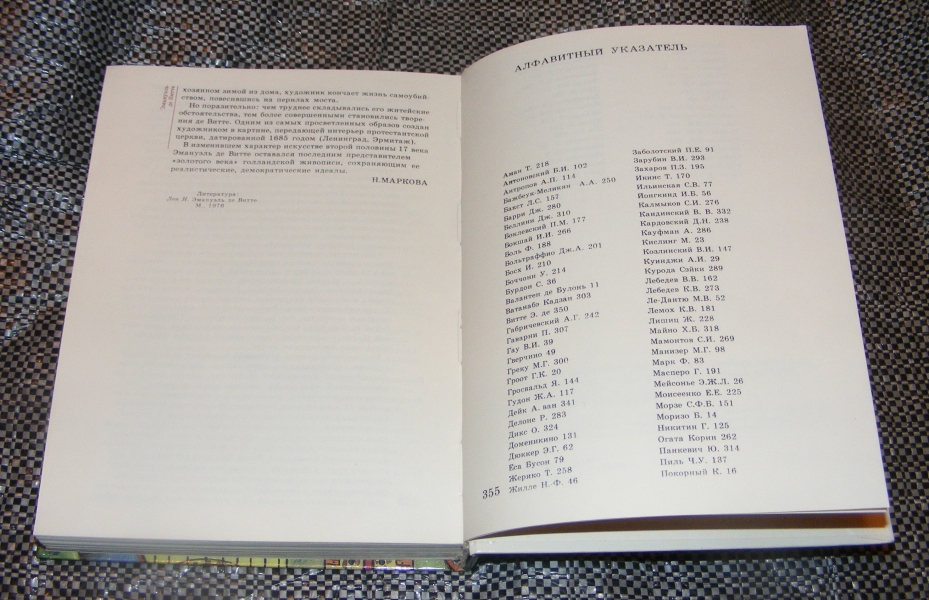 Эмануэль
де Витте
хозяином зимой из дома, художник кончает жизнь самоубий-
ством, повесившись на перилах моста.
Но поразительно: чем труднее складывались его житейские
обстоятельства, тем более совершенными становились творе-
ния де Витте. Одним из самых просветленных образов создан
художником в картине, передающей интерьер протестантской
церкви, датированной 1685 годом (Ленинград, Эрмитаж).
В изменившем характер искусстве второй половины 17 века
Эмануэль де Витте оставался последним представителем
«золотого века» голландской живописи, сохраняющим ее
реалистические, демократические идеалы.
Н.МАРКОВА
Литература:
Лоа В. Эмануэль де Витте.
М., 1978
АЛФАВИТНЫЙ УКАЗАТЕЛЬ
Аман Т. 218
Антоновский Б.И. 102
Антропов А.П. 114
Бажбеук-Меликян А.А. 250
Бакст Л.С. 157
Барри Дж. 280
Беллини Дж. 310
Боклевский П.М. 177
Бокшай И.И. 266
Боль Ф. 188
Больтраффио Дж.А. 201
Босх И. 210
Боччони У. 214
Бурдон С. 36
Валантен де Булонь 11
Ватанабэ Кадзан 303
Витте Э. де 350
Габричевский А.Г. 242
Гаварни П. 307
Гау В.И. 39
Гверчино 49
Греку М.Г. 300
Гроот Г.К. 20
Гросвальд Я. 144
Гудон Ж.А. 117
Дейк А. ван 341
Делоне Р. 283
Дикс О. 324
Доменикино 131
Дюккер Э.Г. 62
Ёса Бусон 79
Жерико Т. 258
Жилле Н.-Ф. 46
Заболотский П.Е. 91
Зарубин В.И. 293
Захаров П.З. 195
Икинс Т. 170
Ильинская С.В. 77
Йонгкинд И.Б. 56
Калмыков С.И. 276
Кандинский В. В. 332
Кардовский Д.Н. 238
Кауфман А. 286
Кислинг М. 23
Козлинский В.И. 147
Куинджи А.И. 29
Курода Сэйки 289
Лебедев В.В. 162
Лебедев К.В. 273
Ле-Дантю М.В. 52
Лемох К.В. 181
Лишиц Ж. 228
Майно Х.Б. 318
Мамонтов С.И. 269
Манизер М.Г. 98
Марк Ф. 83
Масперо Г. 191
Мейсонье Э.Ж.Л. 26
Моисеенко Е.Е. 225
Морзе С.Ф.Б. 151
Моризо Б. 14
Никитин Г. 125
Огата Корин 262
Панкевич Ю. 314
Пиль Ч.У. 137
Покорный К. 16
355